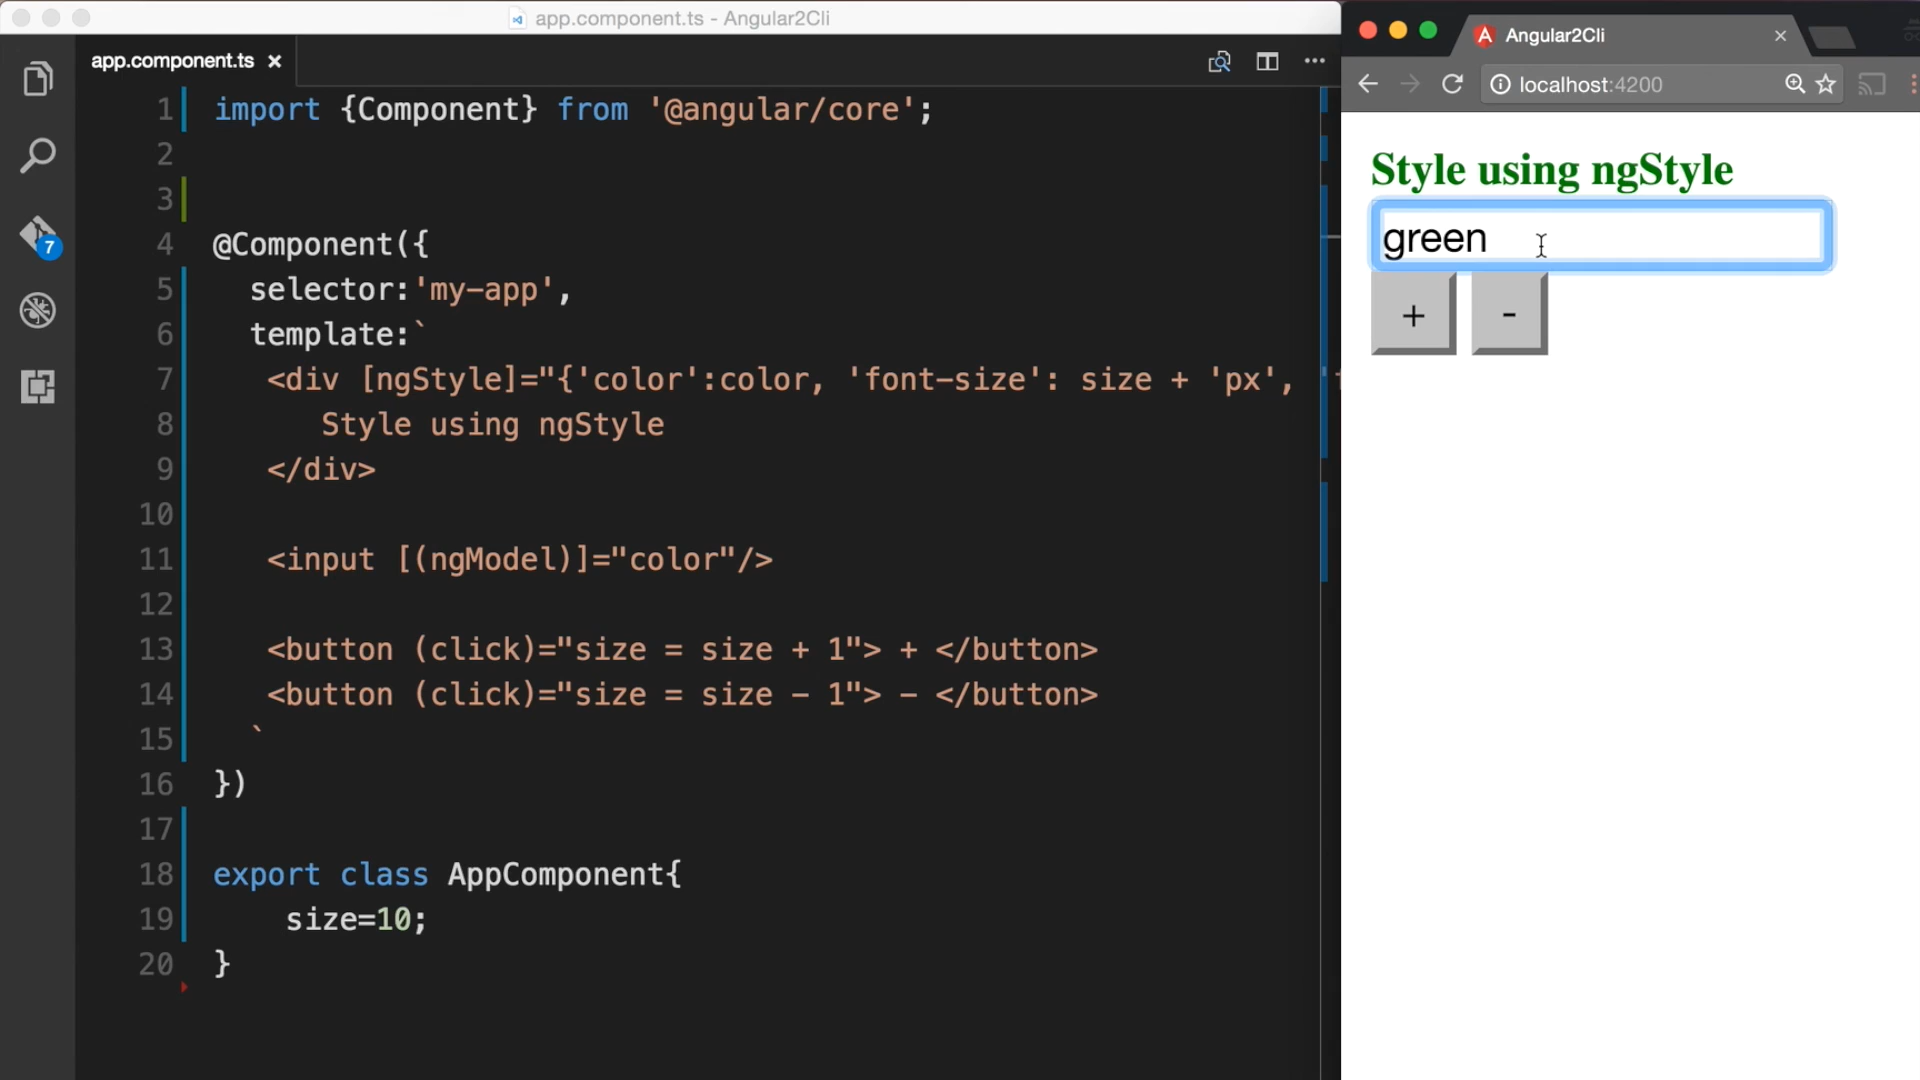 app.component.ts - Angular2Cli
app.component.ts ×
1 import {Component} from '@angular/core';
2
3
4 @Component({
5 selector:'my-app',
6 template:`
7 <div [ngStyle]="{'color':color, 'font-size': size + 'px',
8 Style using ngStyle
9 </div>
10
11 <input [(ngModel)]="color"/>
12
13 <button (click)="size = size + 1"> + </button>
14 <button (click)="size = size - 1"> - </button>
15 `
16 })
17
18 export class AppComponent{
19 size=10;
20 }
7
Angular2Cli
localhost:4200
Style using ngStyle
green
+ -